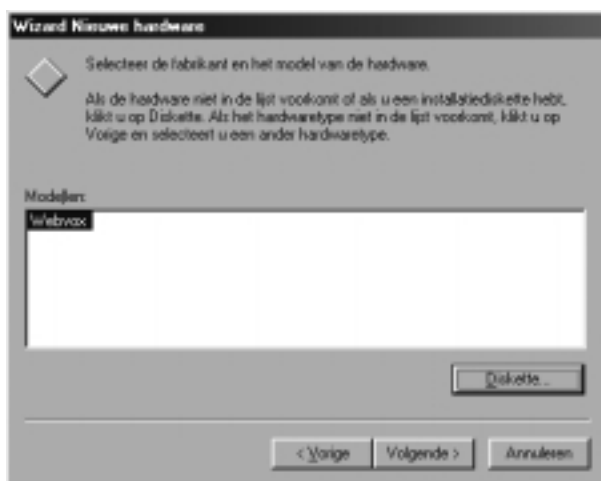 Wizard Nieuwe hardware
Selecteer de fabrikant en het model van de hardware.
Als de hardware niet in de lijst voorkomt of als u een installatiediskette hebt,
klikt u op Diskette. Als het hardwaretype niet in de lijst voorkomt, klikt u op
Vorige en selecteert u een ander hardwaretype.
Modellen:
Webvox
Diskette...
< Vorige
Volgende >
Annuleren